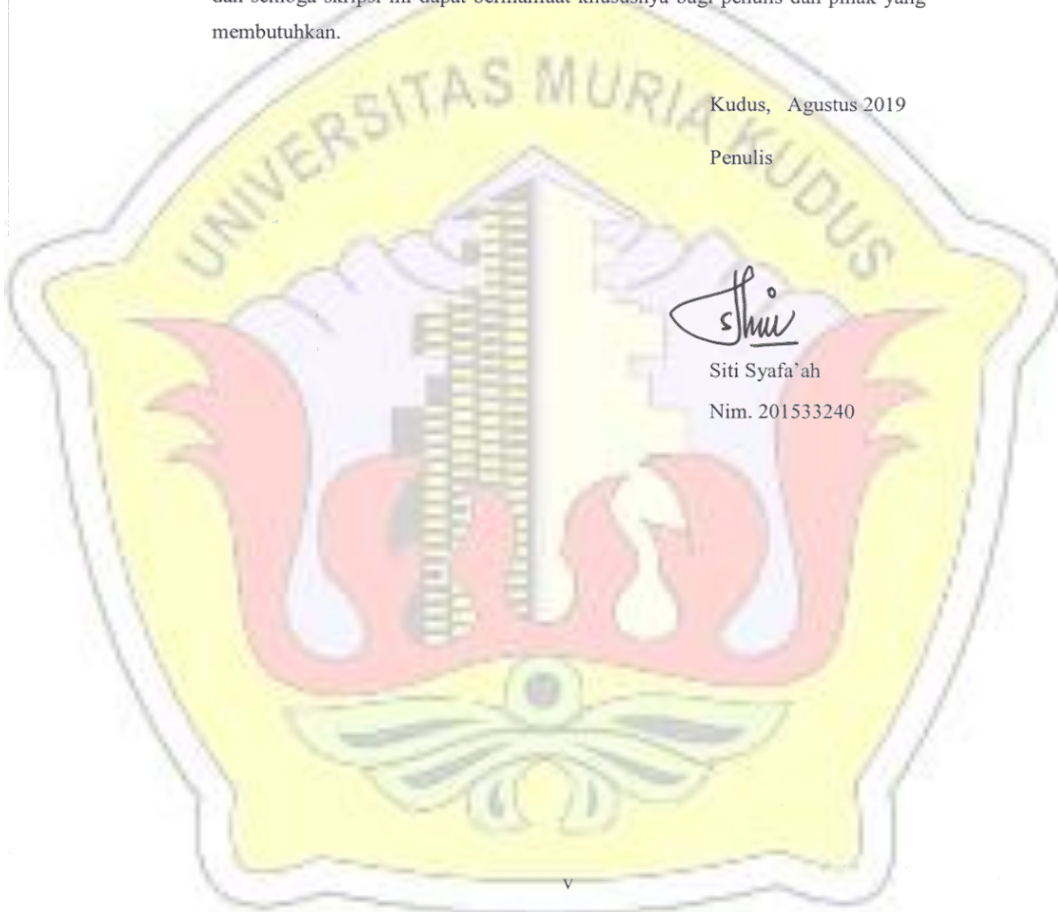 dan semoga skripsi ini dapat bermanfaat khususnya bagi penulis dan pihak yang
membutuhkan.
UNIVERSITAS MURIA KUDUS
Kudus, Agustus 2019
Penulis
Siti Syafa'ah
Nim. 201533240
v